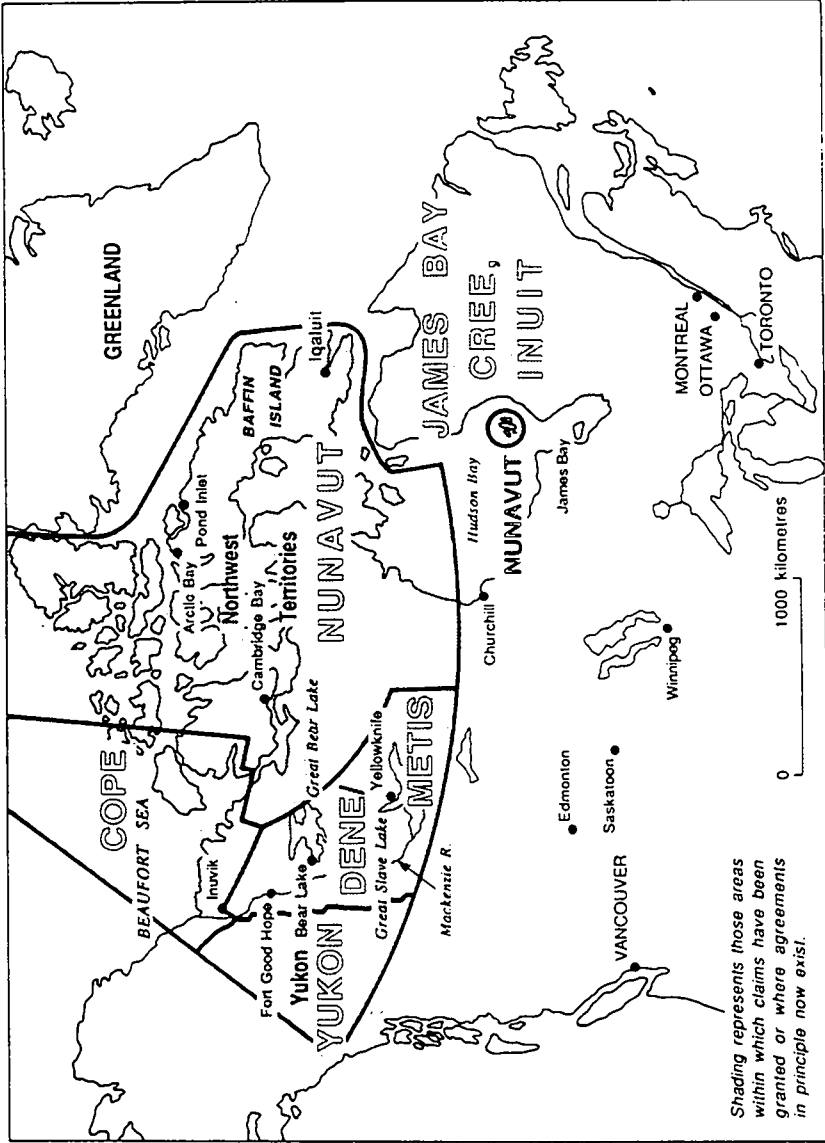 GREENLAND
COPE
BEAUFORT SEA
Arctic Bay
Pond Inlet
BAFFIN
ISLAND
Iqaluit
Northwest
Territories
Cambridge Bay
NUNAVUT
Inuvik
Great Bear Lake
Fort Good Hope
Bear Lake
Yukon
YUKON
DENE/
METIS
Yellowknife
Great Slave Lake
Mackenzie R.
JAMES BAY
CREE,
INUIT
Hudson Bay
MUNAVUT
James Bay
Churchill
MONTREAL
OTTAWA
TORONTO
Edmonton
Saskatoon
Winnipeg
VANCOUVER
0 1000 kilometres
Shading represents those areas
within which claims have been
granted or where agreements
in principle now exist.